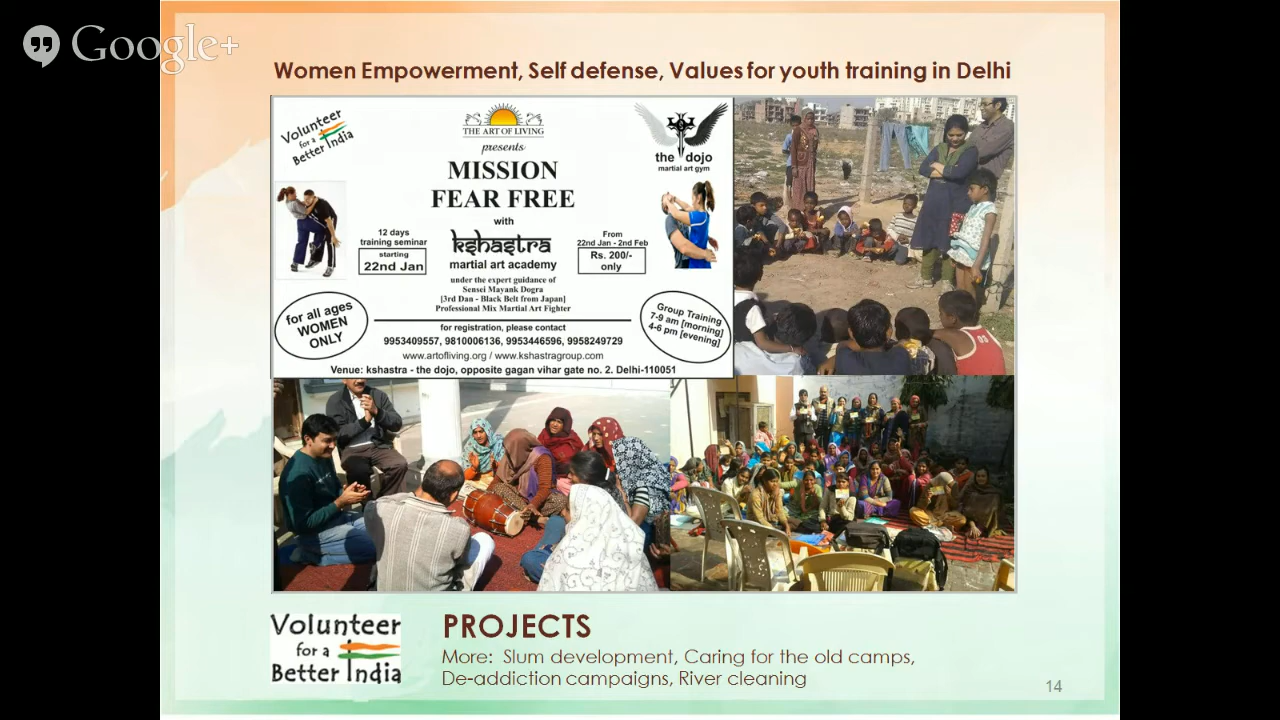 Google+
Women Empowerment, Self defense, Values for youth training in Delhi
Volunteer
for a
Better India
THE ART OF LIVING
presents
MISSION
FEAR FREE
with
kshastra
martial art academy
the dojo
martial art gym
12 days
training seminar
starting
22nd Jan
From
22nd Jan - 2nd Feb
Rs. 200/-
only
under the expert guidance of
Sensei Mayank Dogra
[3rd Dan - Black Belt from Japan]
Professional Mix Martial Art Fighter
for all ages
WOMEN
ONLY
Group Training
7-9 am [morning]
4-6 pm [evening]
for registration, please contact
9953409557, 9810006136, 9953446596, 9958249729
www.artofliving.org / www.kshastragroup.com
Venue: kshastra - the dojo, opposite gagan vihar gate no. 2. Delhi-110051
Volunteer
for a
Better India
PROJECTS
More: Slum development, Caring for the old camps,
De-addiction campaigns, River cleaning
14